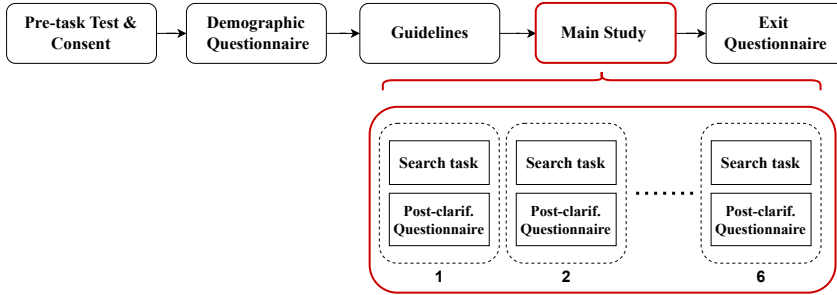 Pre-task Test &
Consent
Demographic
Questionnaire
Guidelines
Main Study
Exit
Questionnaire
Search task
Post-clarif.
Questionnaire
1
Search task
Post-clarif.
Questionnaire
2
Search task
Post-clarif.
Questionnaire
6